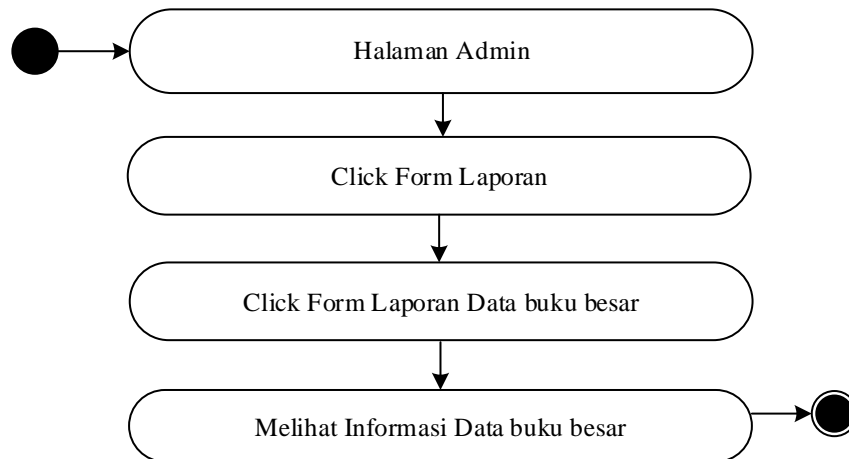 Halaman Admin
Click Form Laporan
Click Form Laporan Data buku besar
Melihat Informasi Data buku besar